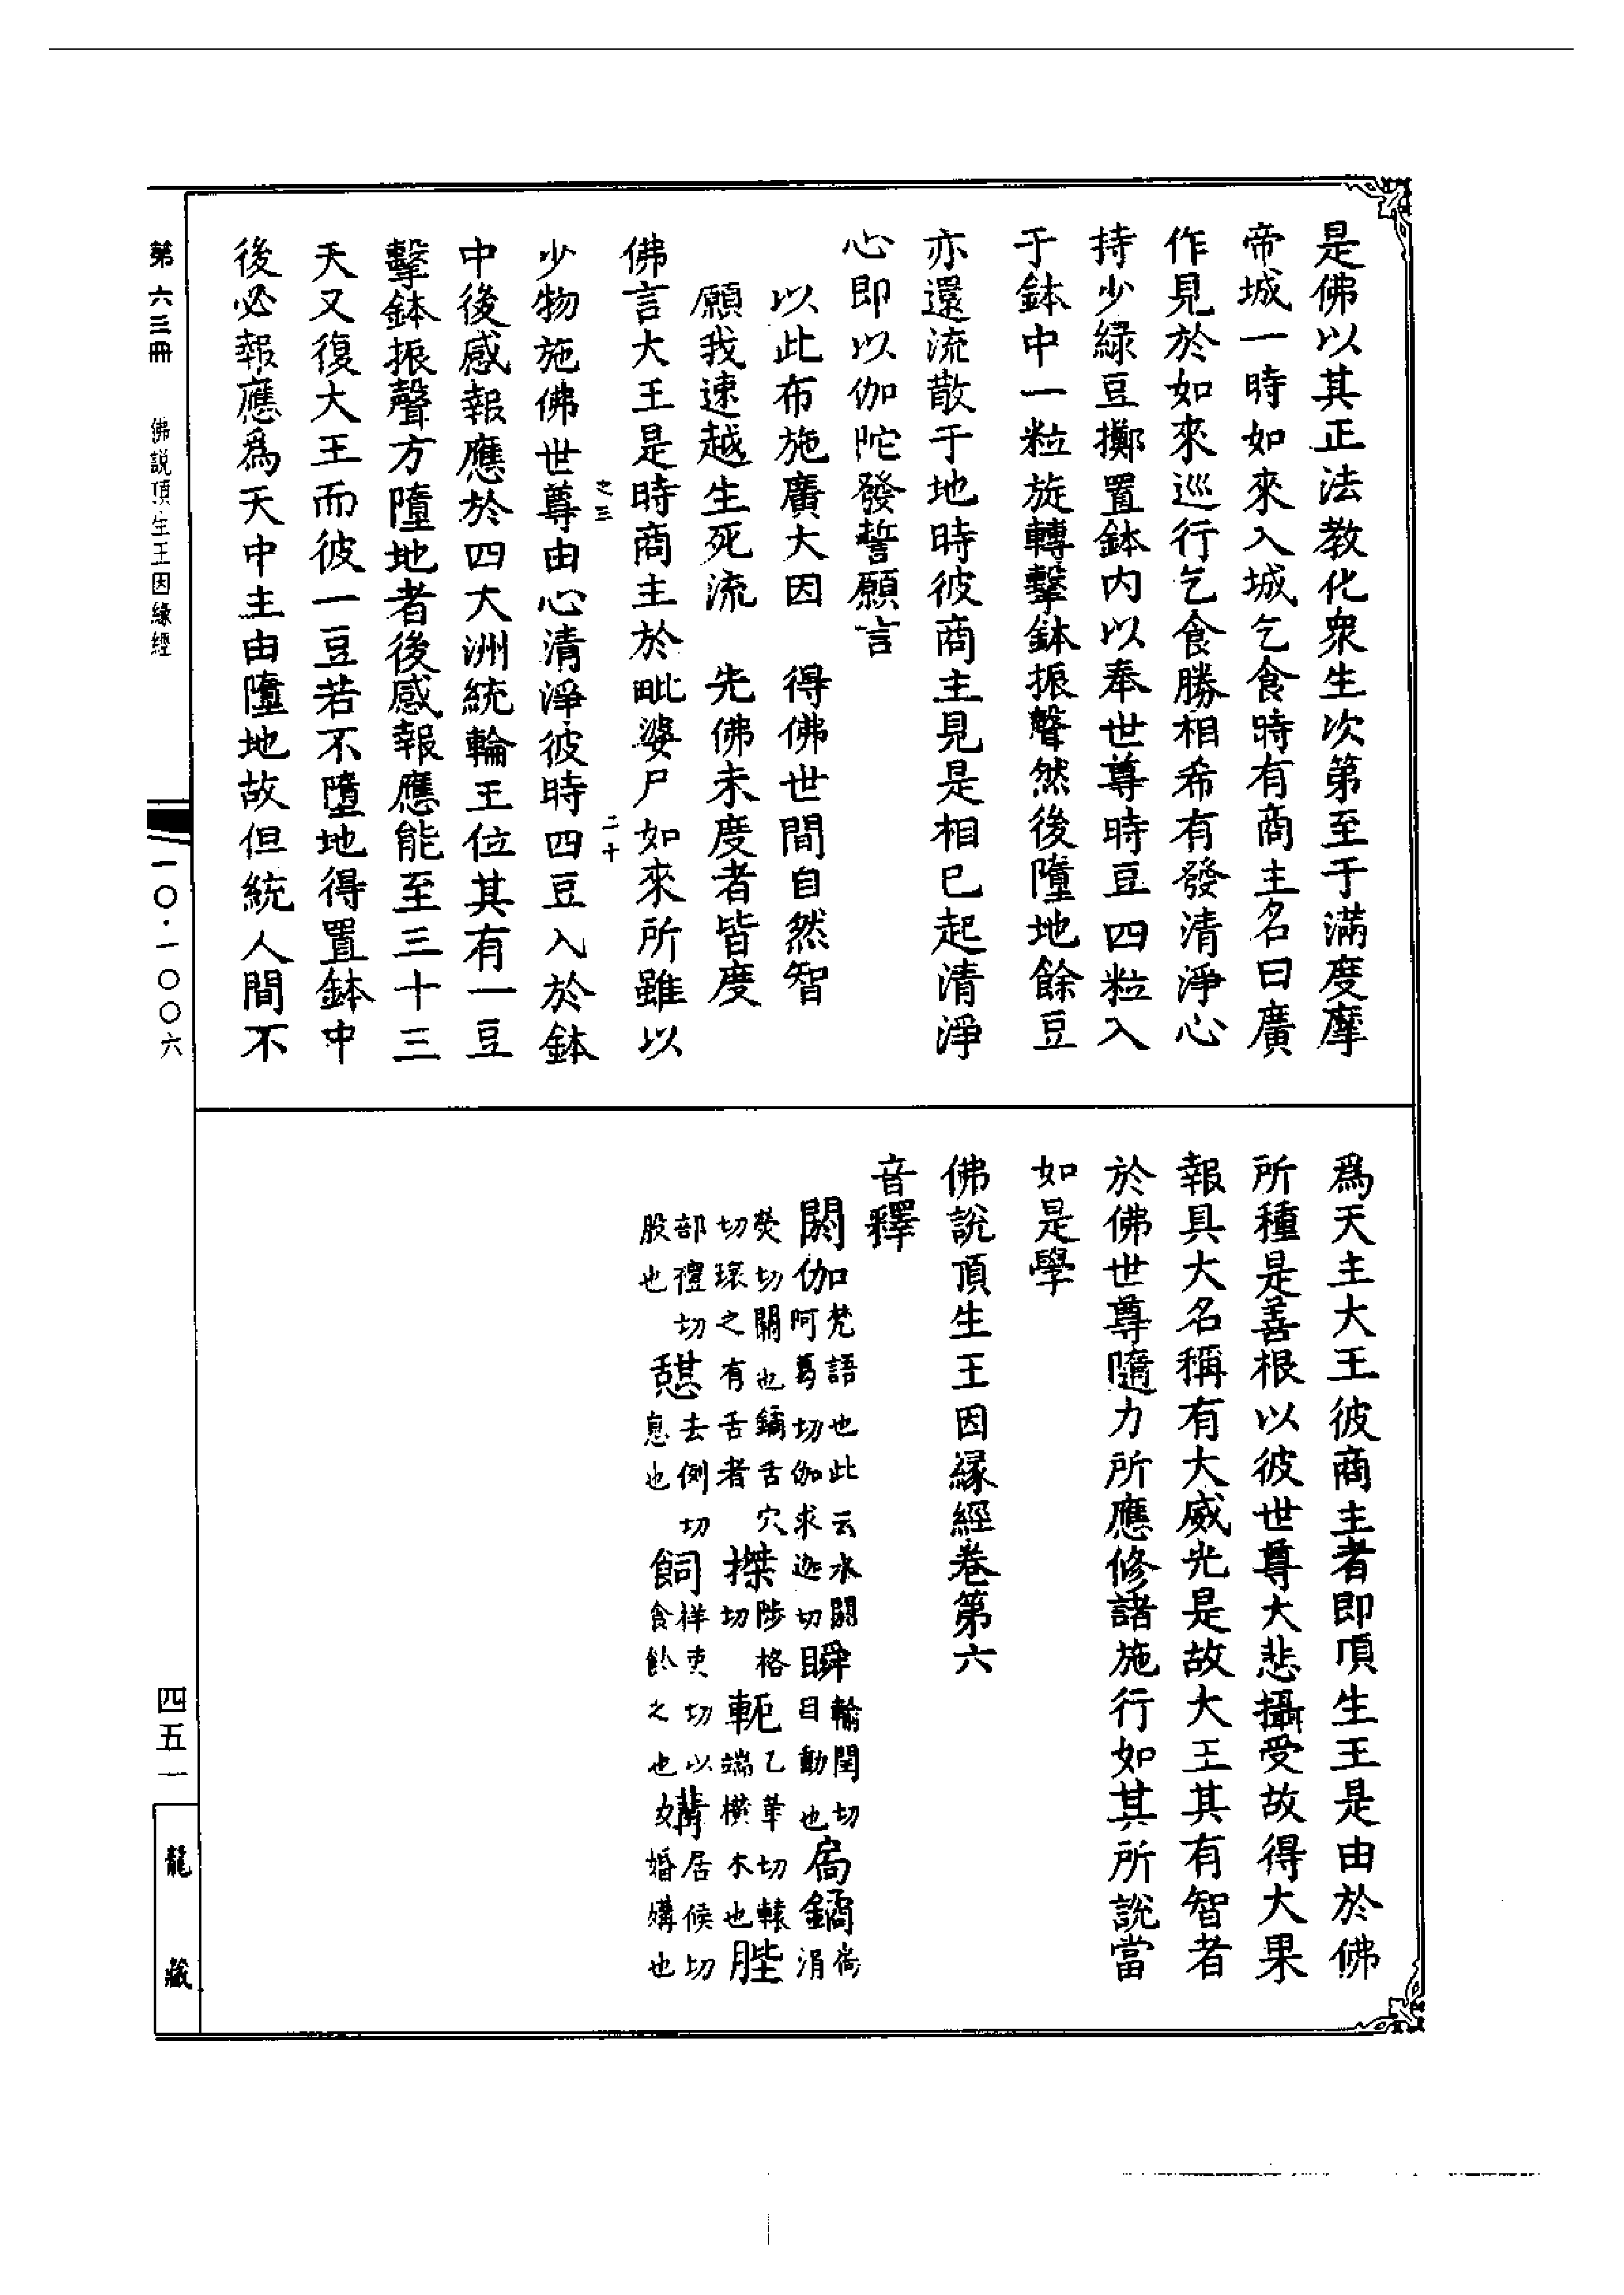 是佛以其正法教化衆生次第至于滿度摩
帝城一時如來入城乞食時有商主名曰廣
作見於如來巡行乞食勝相希有發清淨心
持少綠豆擲置鉢内以奉世尊時豆四粒入
于鉢中一粒旋轉擊鉢振聲然後墮地餘豆
亦還流散于地時彼商主見是相已起清淨
心即以伽陀發誓願言
以此布施廣大因　得佛世間自然智
願我速越生死流　先佛未度者皆度
佛言大王是時商主於毗婆尸如來所雖以
之三　二十
少物施佛世尊由心清淨彼時四豆入於鉢
中後感報應於四大洲統輪王位其有一豆
擊鉢振聲方墮地者後感報應能至三十三
天又復大王而彼一豆若不墮地得置鉢中
後必報應爲天中主由墮地故但統人間不
第六三冊　佛説頂生王因緣經　一〇·一〇〇六
爲天主大王彼商主者即頂生王是由於佛
所種是善根以彼世尊大悲攝受故得大果
報具大名稱有大威光是故大王其有智者
於佛世尊隨力所應修諸施行如其所說當
如是學
佛說頂生王因緣經卷第六
音釋
閼伽梵語也此云水閼阿葛切伽求迦切瞬輸閏切目動也扃鐍扃涓
熒切關也鐍舌穴切環之有舌者搩陟格切軛乙革切轅端横木也䏶
部禮切股也憩去例切息也飼祥吏切以食飤之也媾居候切交婚媾也
四五一　龍藏